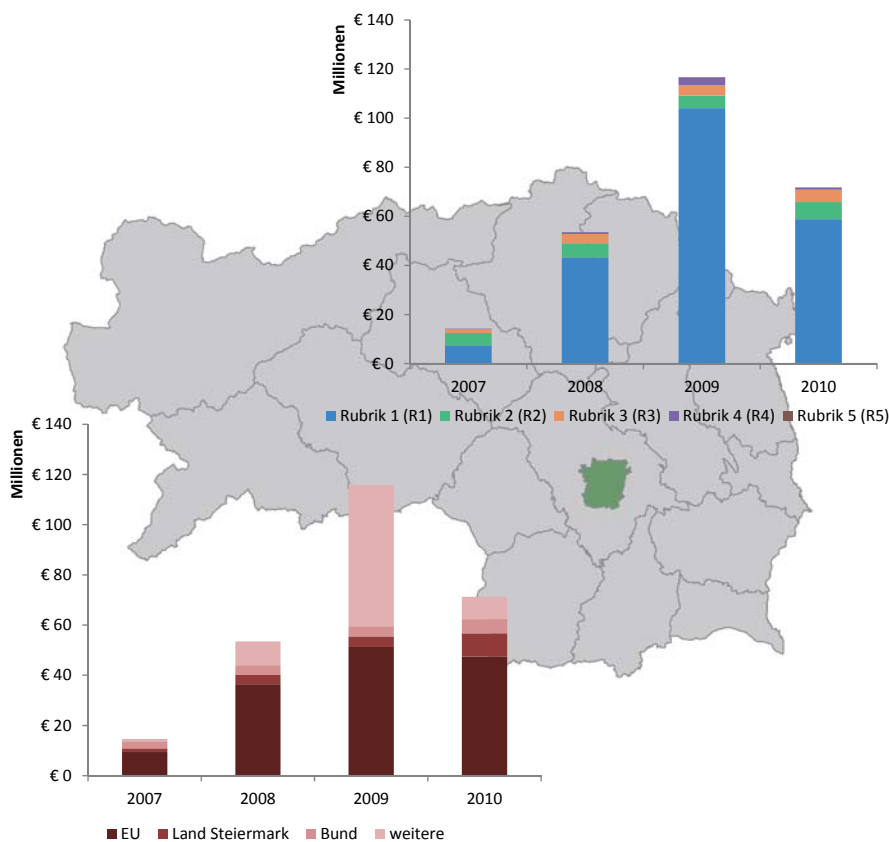 Millionen
€ 140
€ 120
€ 100
€ 80
€ 60
€ 40
€ 20
€ 0
2007 2008 2009 2010
Rubrik 1 (R1) Rubrik 2 (R2) Rubrik 3 (R3) Rubrik 4 (R4) Rubrik 5 (R5)
Millionen
€ 140
€ 120
€ 100
€ 80
€ 60
€ 40
€ 20
€ 0
2007 2008 2009 2010
EU Land Steiermark Bund weitere